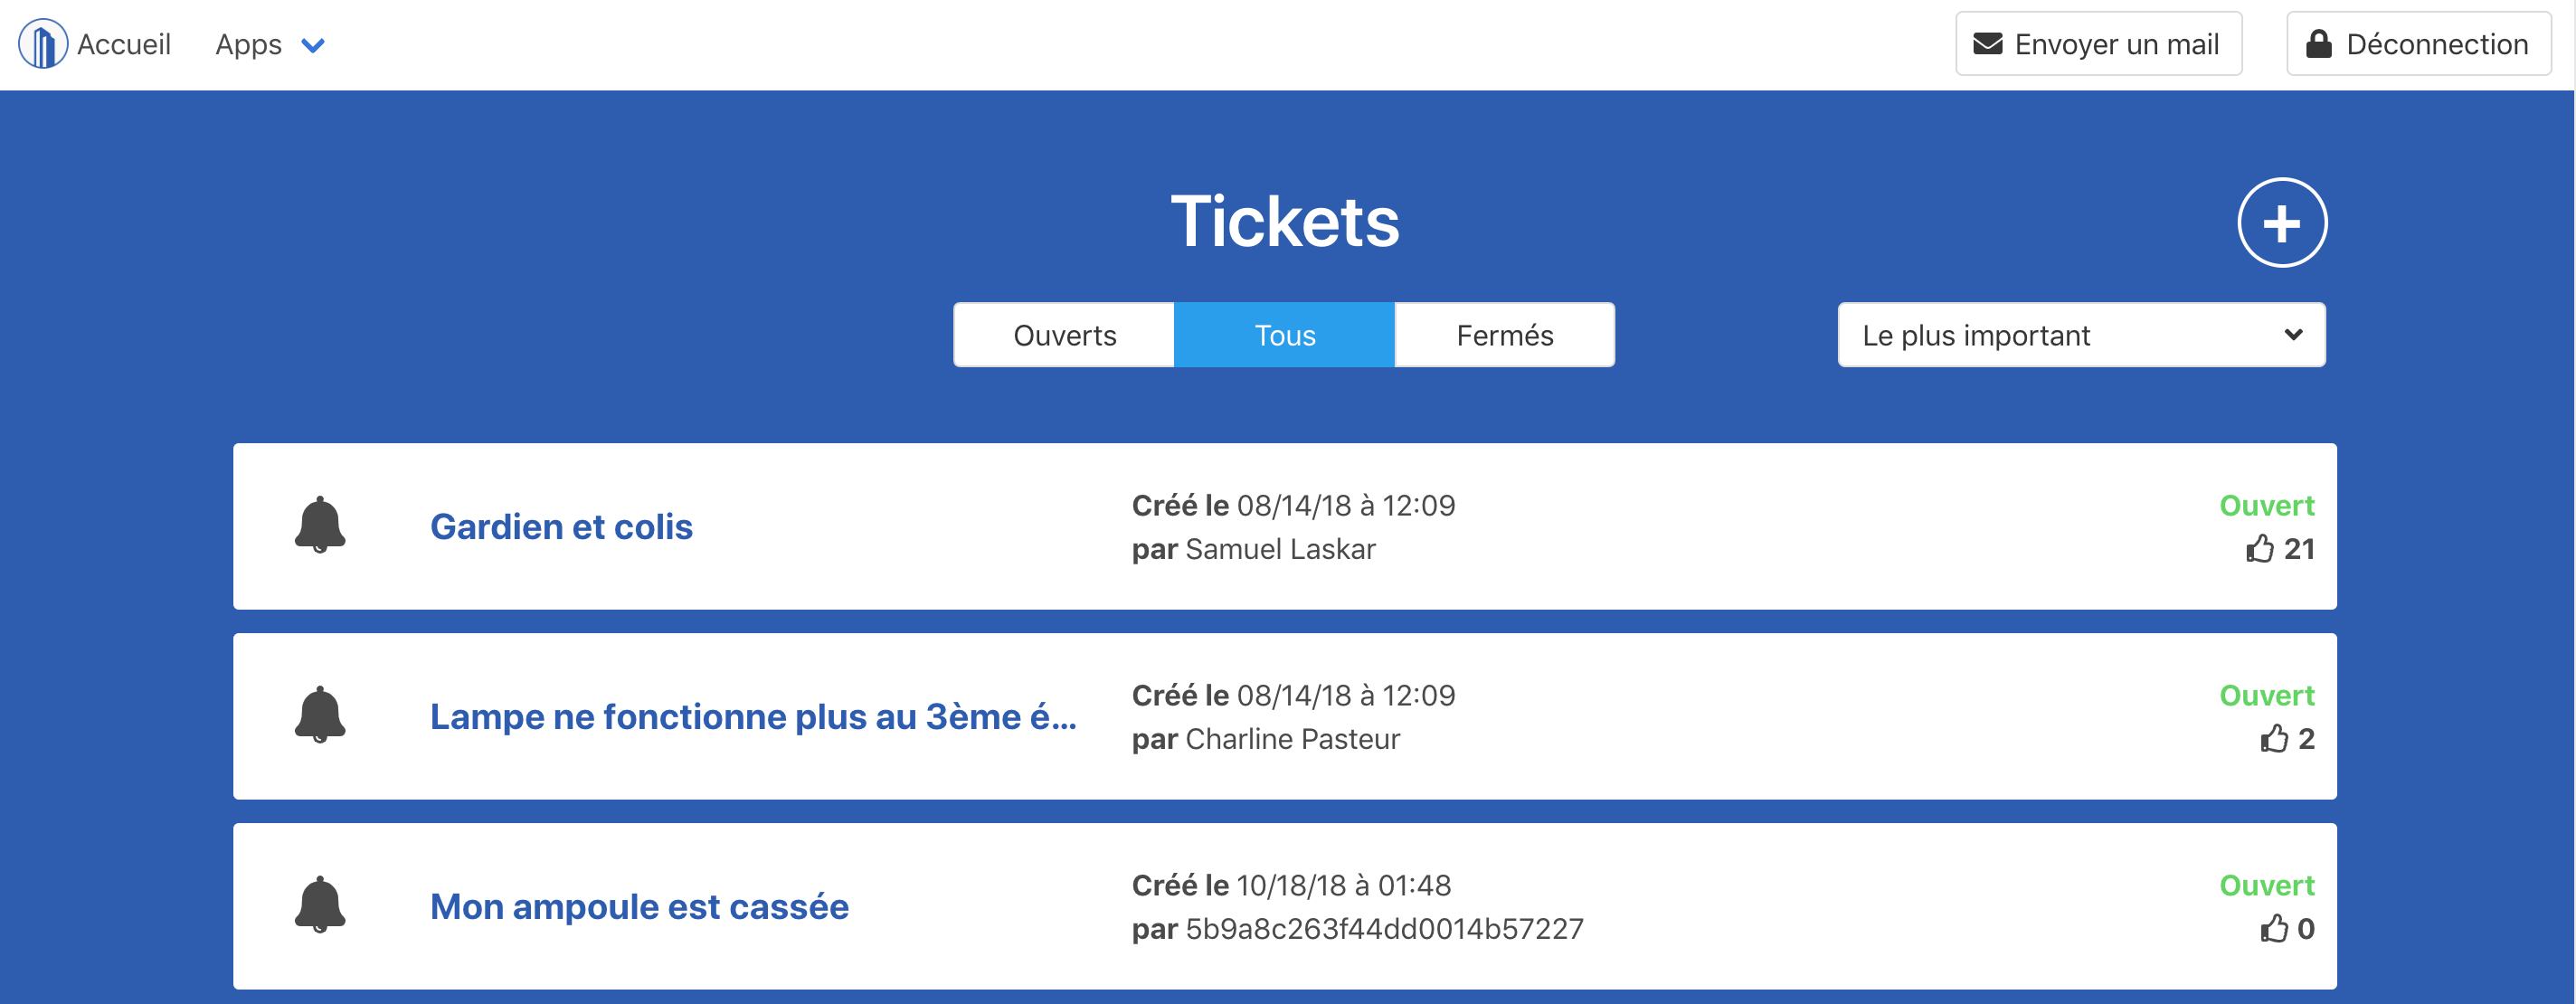 Accueil Apps Envoyer un mail Déconnection
Tickets
Ouverts Tous Fermés Le plus important
Gardien et colis
Créé le 08/14/18 à 12:09
par Samuel Laskar
Ouvert
21
Lampe ne fonctionne plus au 3ème é...
Créé le 08/14/18 à 12:09
par Charline Pasteur
Ouvert
2
Mon ampoule est cassée
Créé le 10/18/18 à 01:48
par 5b9a8c263f44dd0014b57227
Ouvert
0